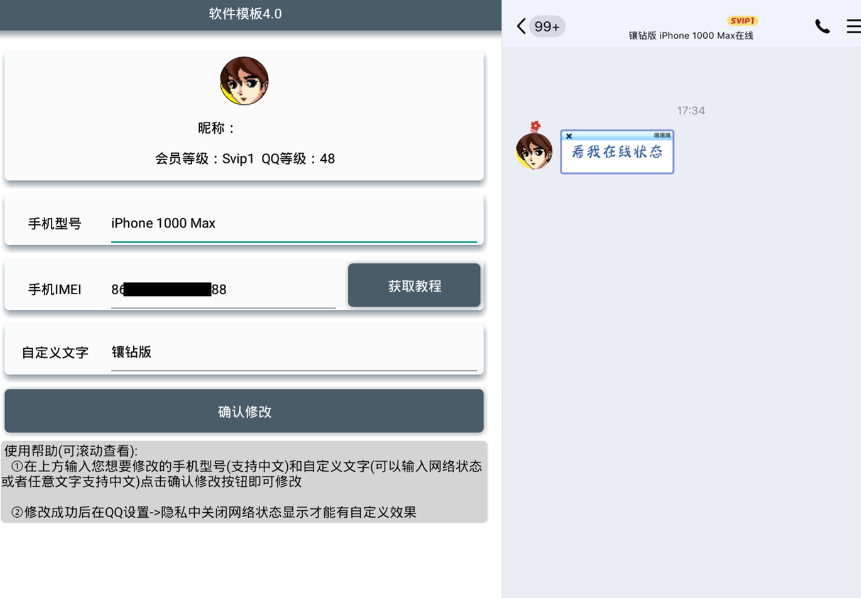 软件模板4.0
昵称：
会员等级：Svip1 QQ等级：48
手机型号 iPhone 1000 Max
手机IMEI 86 88 获取教程
自定义文字 镶钻版
确认修改
使用帮助(可滚动查看):
①在上方输入您想要修改的手机型号(支持中文)和自定义文字(可以输入网络状态
或者任意文字支持中文)点击确认修改按钮即可修改
②修改成功后在QQ设置->隐私中关闭网络状态显示才能有自定义效果
99+
SVIP1
镶钻版 iPhone 1000 Max在线
17:34
看我在线状态